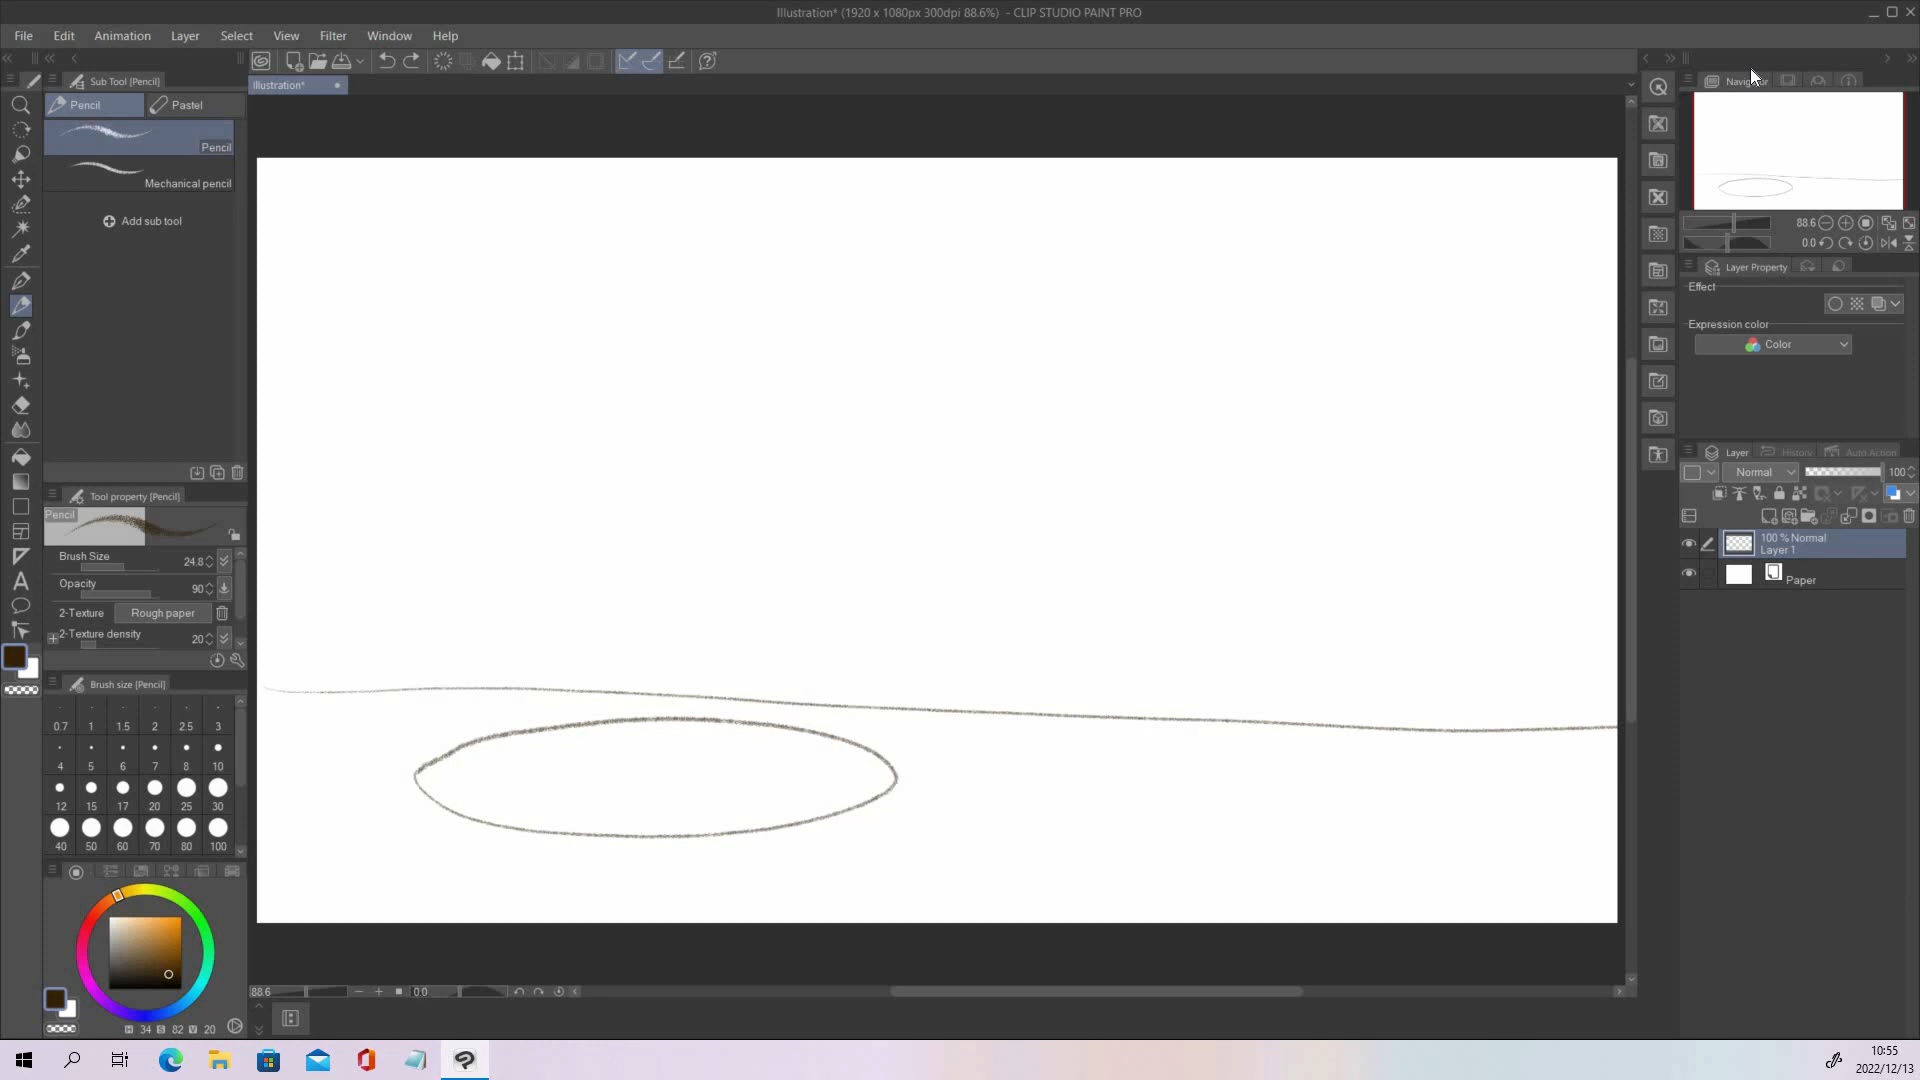 Illustration* (1920 x 1080px 300dpi 88.6%) - CLIP STUDIO PAINT PRO
File Edit Animation Layer Select View Filter Window Help
Sub Tool [Pencil]
Illustration*
Pencil Pastel
Pencil
Mechanical pencil
Add sub tool
Tool property [Pencil]
Pencil
Brush Size 24.8
Opacity 90
2-Texture Rough paper
2-Texture density 20
Brush size [Pencil]
0.7 1 1.5 2 2.5 3
4 5 6 7 8 10
12 15 17 20 25 30
40 50 60 70 80 100
H 34 S 82 V 20
88.6 0.0
88.6
0.0
Layer Property
Effect
Expression color
Color
Layer History Auto Action
Normal 100
100 % Normal
Layer 1
Paper
10:55
2022/12/13